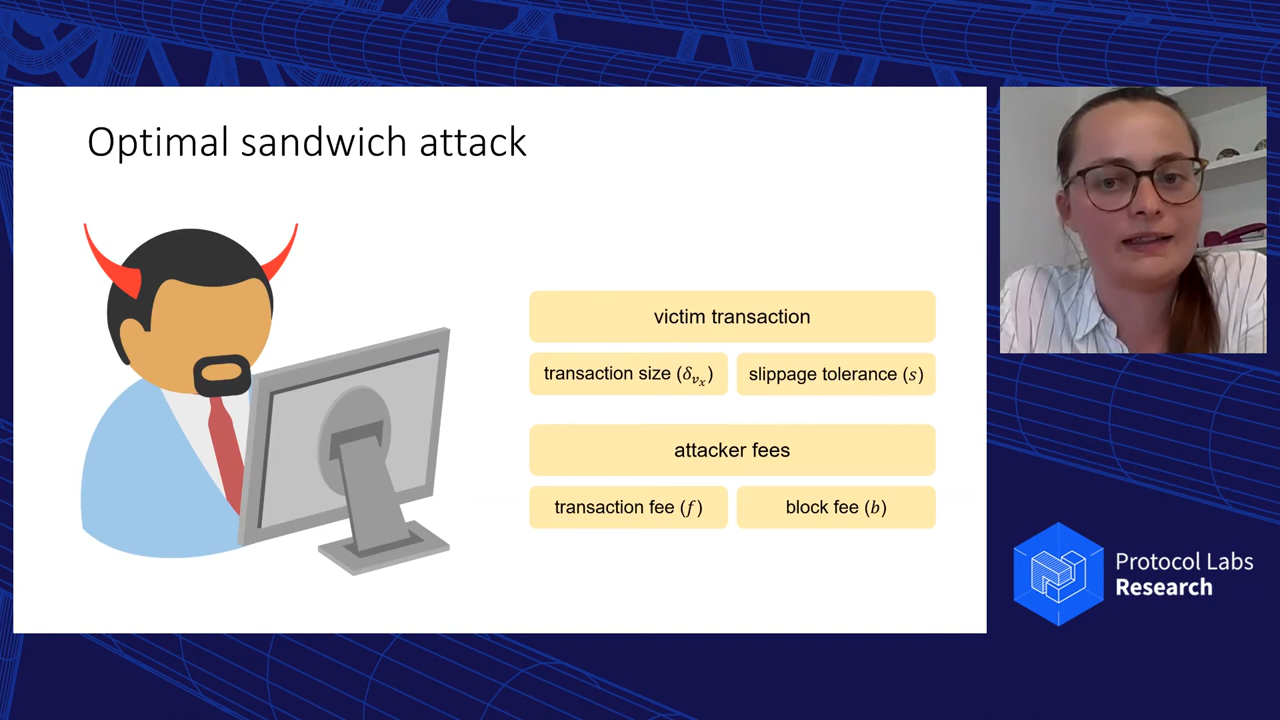 Optimal sandwich attack
victim transaction
transaction size (δ_{v_x})
slippage tolerance (s)
attacker fees
transaction fee (f)
block fee (b)
Protocol Labs
Research